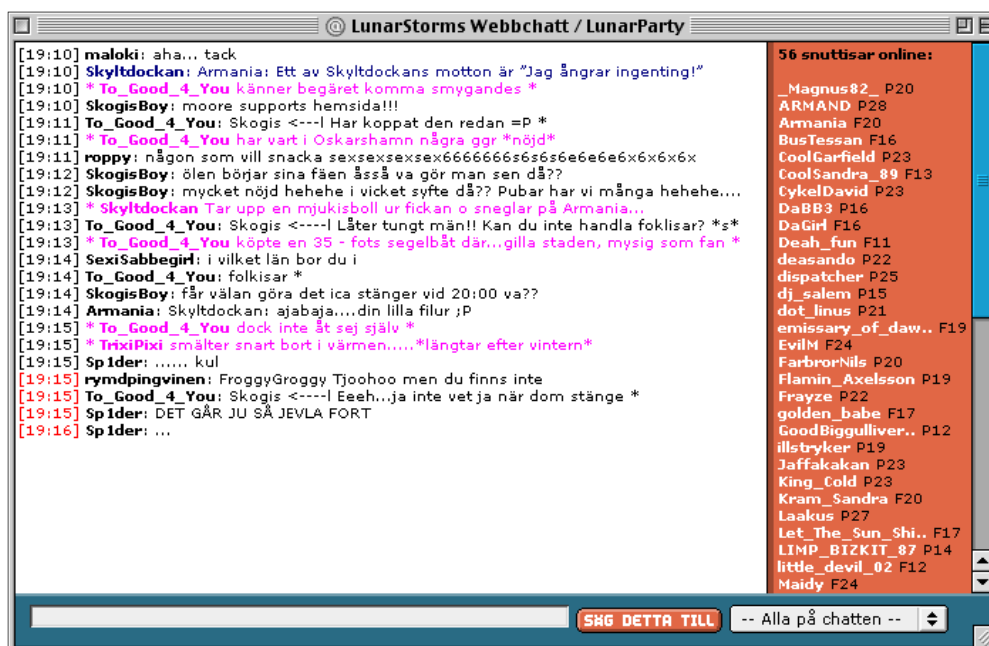 @ LunarStorms Webbchatt / LunarParty
[19:10] maloki: aha... tack
[19:10] Skyltdockan: Armania: Ett av Skyltdockans motton är "Jag ångrar ingenting!"
[19:10] * To_Good_4_You känner begäret komma smygandes *
[19:10] SkogisBoy: moore supports hemsida!!!
[19:11] To_Good_4_You: Skogis <---| Har koppat den redan =P *
[19:11] * To_Good_4_You har vart i Oskarshamn några ggr *nöjd*
[19:11] roppy: någon som vill snacka sexsexsexsex6666666s6s6s6e6e6e6x6x6x6x
[19:12] SkogisBoy: ölen börjar sina fäen åsså va gör man sen då??
[19:12] SkogisBoy: mycket nöjd hehehe i vicket syfte då?? Pubar har vi många hehehe....
[19:13] * Skyltdockan Tar upp en mjukisboll ur fickan o sneglar på Armania...
[19:13] To_Good_4_You: Skogis <----| Låter tungt män!! Kan du inte handla foklisar? *s*
[19:13] * To_Good_4_You köpte en 35 - fots segelbåt där...gilla staden, mysig som fan *
[19:14] SexiSabbegirl: i vilket län bor du i
[19:14] To_Good_4_You: folkisar *
[19:14] SkogisBoy: får välan göra det ica stänger vid 20:00 va??
[19:14] Armania: Skyltdockan: ajabaja....din lilla filur ;P
[19:15] * To_Good_4_You dock inte åt sej själv *
[19:15] * TrixiPixi smälter snart bort i värmen.....*längtar efter vintern*
[19:15] Sp1der: ...... kul
[19:15] rymdpingvinen: FroggyGroggy Tjoohoo men du finns inte
[19:15] To_Good_4_You: Skogis <----| Eeeh...ja inte vet ja när dom stänge *
[19:15] Sp1der: DET GÅR JU SÅ JEVLA FORT
[19:16] Sp1der: ...
56 snuttisar online:
_Magnus82_ P20
ARMAND P28
Armania F20
BusTessan F16
CoolGarfield P23
CoolSandra_89 F13
CykelDavid P23
DaBB3 P16
DaGirl F16
Deah_fun F11
deasando P22
dispatcher P25
dj_salem P15
dot_linus P21
emissary_of_daw.. F19
EvilM F24
FarbrorNils P20
Flamin_Axelsson P19
Frayze P22
golden_babe F17
GoodBiggulliver.. P12
illstryker P19
Jaffakakan P23
King_Cold P23
Kram_Sandra F20
Laakus P27
Let_The_Sun_Shi.. F17
LIMP_BIZKIT_87 P14
little_devil_02 F12
Maidy F24
SÄG DETTA TILL
-- Alla på chatten --